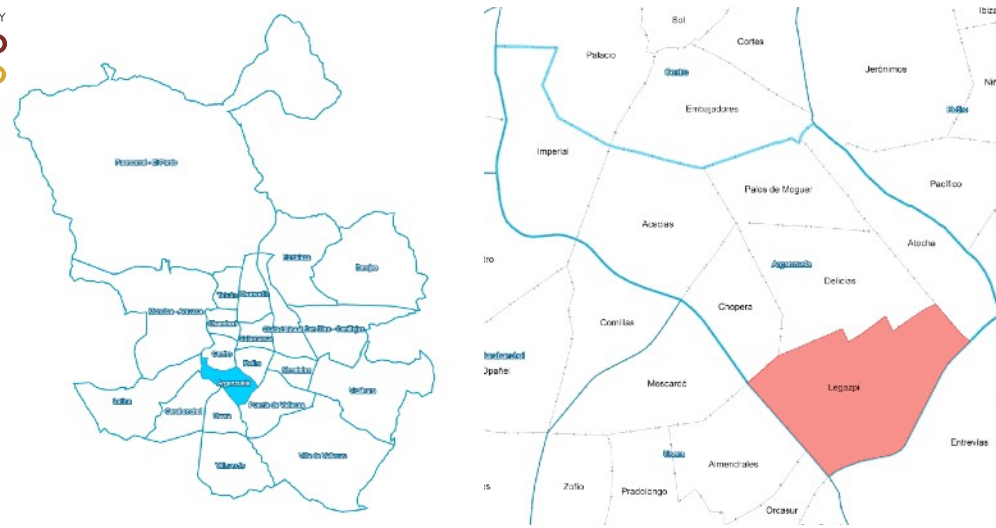 Y
Fuencarral - El Pardo
Hortaleza
Barajas
Tetuán
Chamartín
Moncloa - Aravaca
Chamberí
Ciudad Lineal
San Blas - Canillejas
Salamanca
Centro
Retiro
Moratalaz
Arganzuela
Vicálvaro
Latina
Carabanchel
Usera
Puente de Vallecas
Villa de Vallecas
Villaverde
Sol
Cortes
Palacio
Centro
Jerónimos
Ibiza
Retiro
Embajadores
Imperial
Palos de Moguer
Pacífico
Acacias
Atocha
Arganzuela
Delicias
Chopera
Comillas
Carabanchel
Opañel
Moscardó
Legazpi
Entrevías
Usera
Almendrales
Zofío
Pradolongo
Orcasur